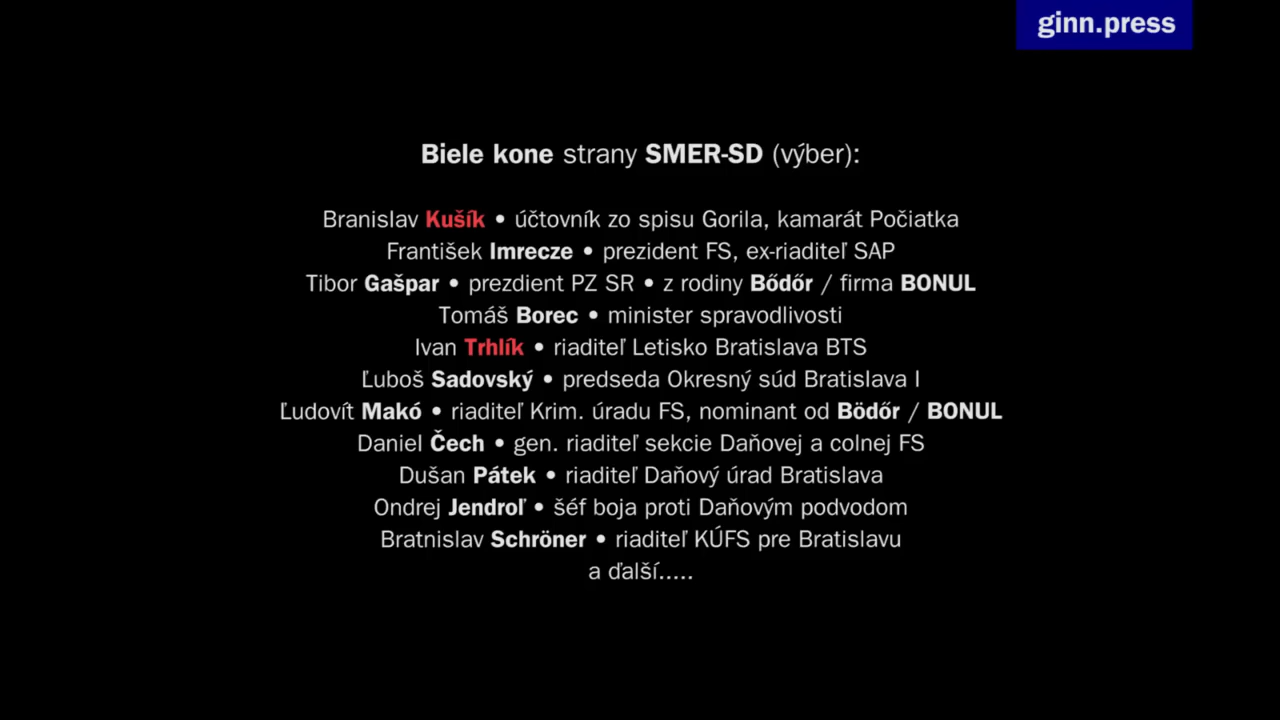 ginn.press
Biele kone strany SMER-SD (výber):
Branislav Kušík • účtovník zo spisu Gorila, kamarát Počiatka
František Imrecze • prezident FS, ex-riaditeľ SAP
Tibor Gašpar • prezdient PZ SR • z rodiny Bődőr / firma BONUL
Tomáš Borec • minister spravodlivosti
Ivan Trhlík • riaditeľ Letisko Bratislava BTS
Ľuboš Sadovský • predseda Okresný súd Bratislava I
Ľudovít Makó • riaditeľ Krim. úradu FS, nominant od Bödőr / BONUL
Daniel Čech • gen. riaditeľ sekcie Daňovej a colnej FS
Dušan Pátek • riaditeľ Daňový úrad Bratislava
Ondrej Jendroľ • šéf boja proti Daňovým podvodom
Bratnislav Schröner • riaditeľ KÚFS pre Bratislavu
a ďalší.....